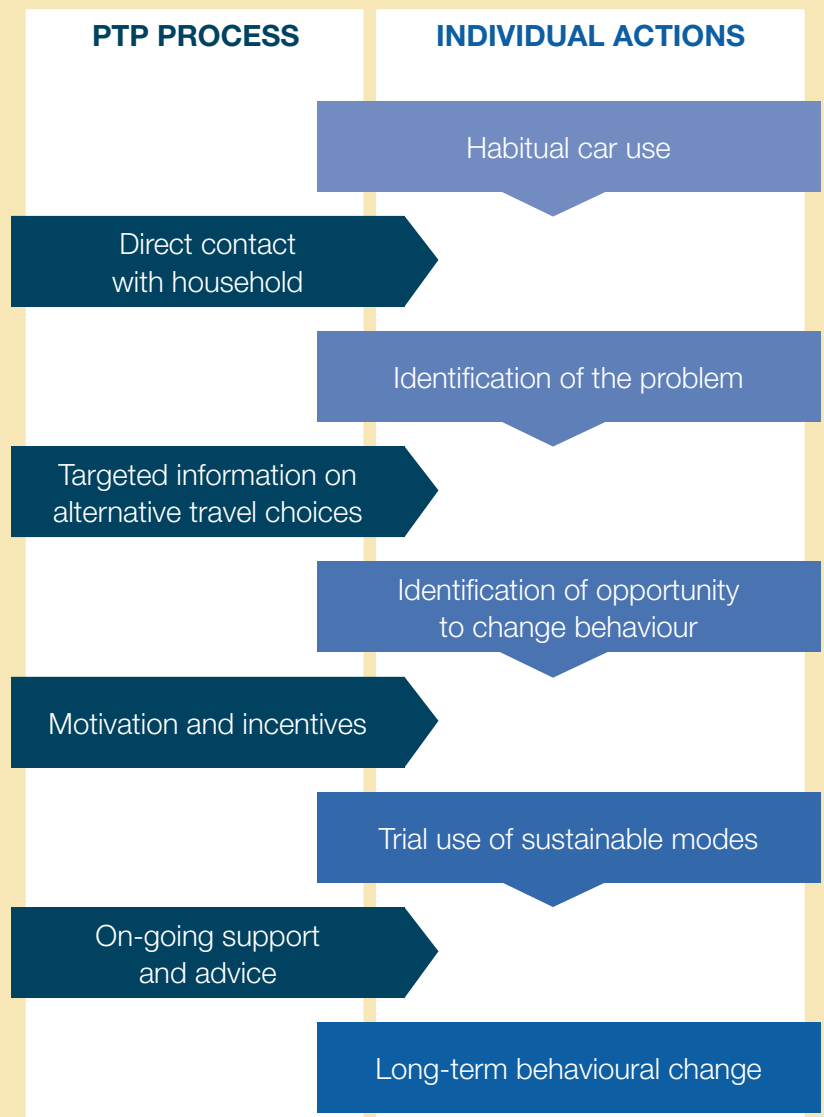 PTP PROCESS
INDIVIDUAL ACTIONS
Habitual car use
Direct contact
with household
Identification of the problem
Targeted information on
alternative travel choices
Identification of opportunity
to change behaviour
Motivation and incentives
Trial use of sustainable modes
On-going support
and advice
Long-term behavioural change